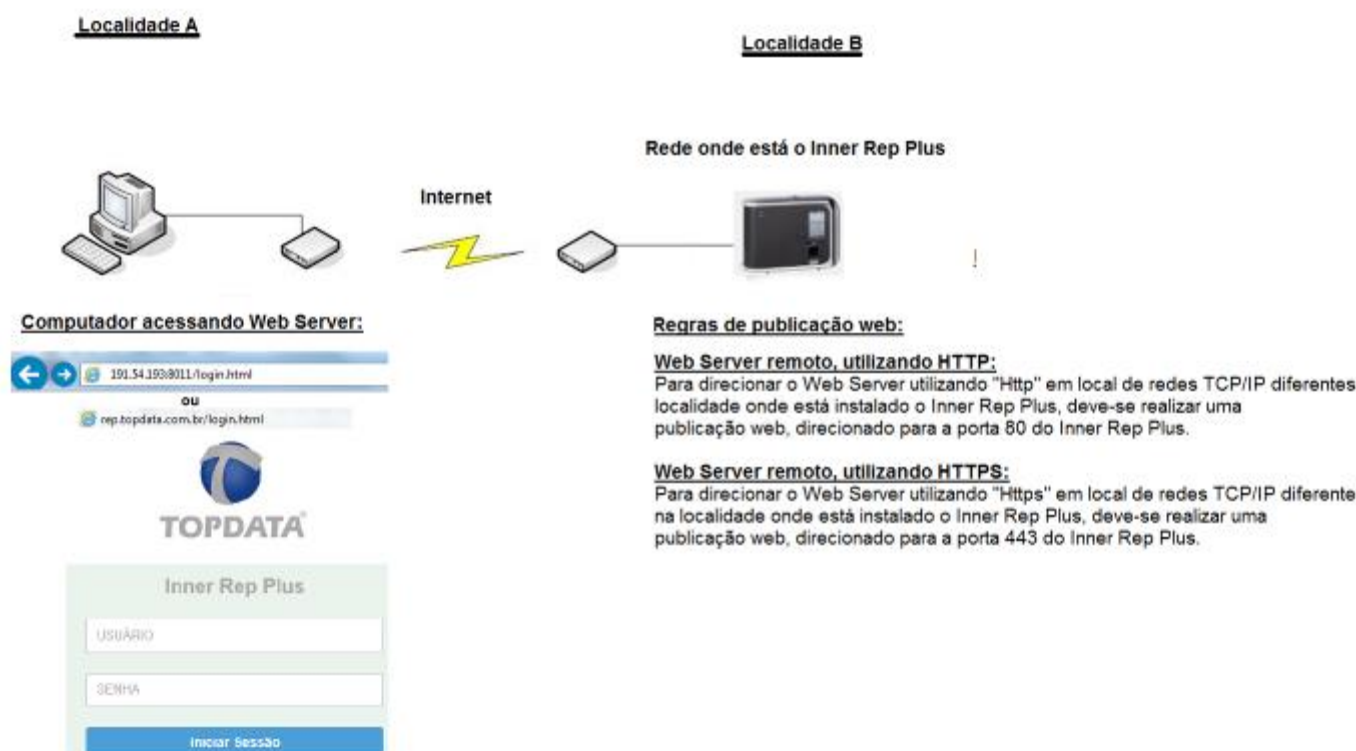 Localidade A
Localidade B
Rede onde está o Inner Rep Plus
Internet
!
Computador acessando Web Server:
191.54.193:8011/login.html
ou
rep.topdata.com.br/login.html
TOPDATA
Inner Rep Plus
USUÁRIO
SENHA
Iniciar Sessão
Regras de publicação web:
Web Server remoto, utilizando HTTP:
Para direcionar o Web Server utilizando "Http" em local de redes TCP/IP diferentes
localidade onde está instalado o Inner Rep Plus, deve-se realizar uma
publicação web, direcionado para a porta 80 do Inner Rep Plus.
Web Server remoto, utilizando HTTPS:
Para direcionar o Web Server utilizando "Https" em local de redes TCP/IP diferente
na localidade onde está instalado o Inner Rep Plus, deve-se realizar uma
publicação web, direcionado para a porta 443 do Inner Rep Plus.